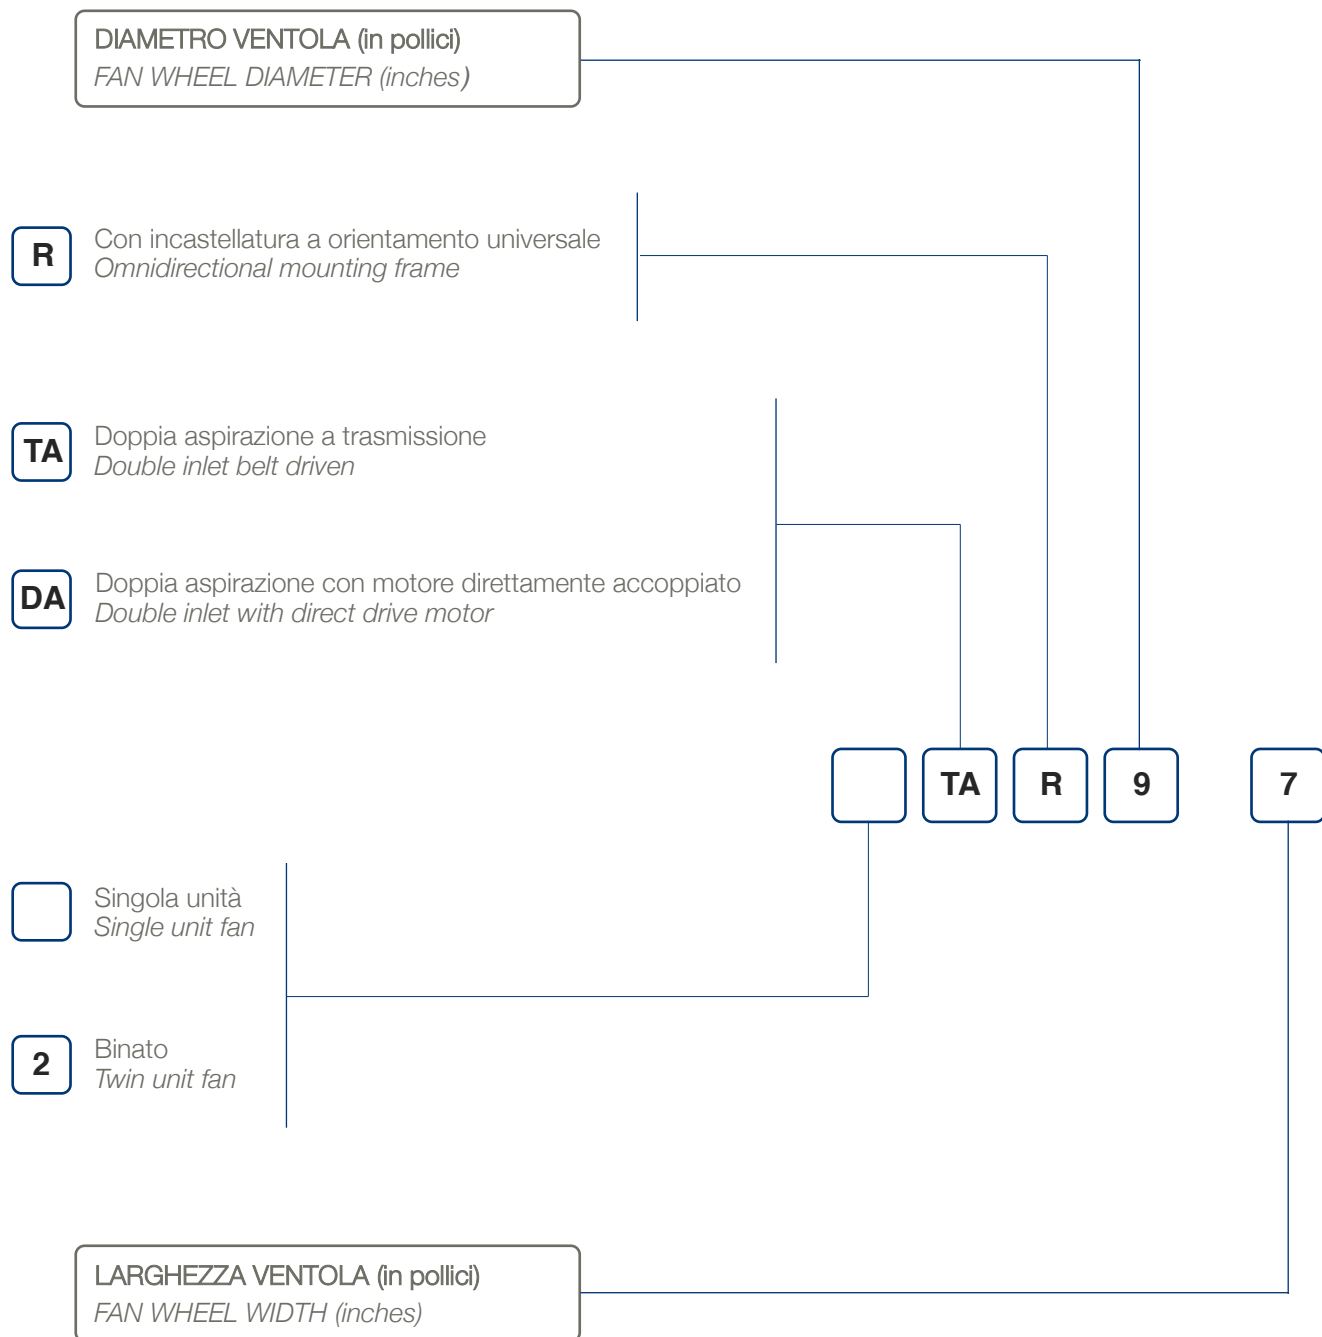 DIAMETRO VENTOLA (in pollici)
FAN WHEEL DIAMETER (inches)
R
Con incastellatura a orientamento universale
Omnidirectional mounting frame
TA
Doppia aspirazione a trasmissione
Double inlet belt driven
DA
Doppia aspirazione con motore direttamente accoppiato
Double inlet with direct drive motor
TA R 9 7
Singola unità
Single unit fan
2
Binato
Twin unit fan
LARGHEZZA VENTOLA (in pollici)
FAN WHEEL WIDTH (inches)